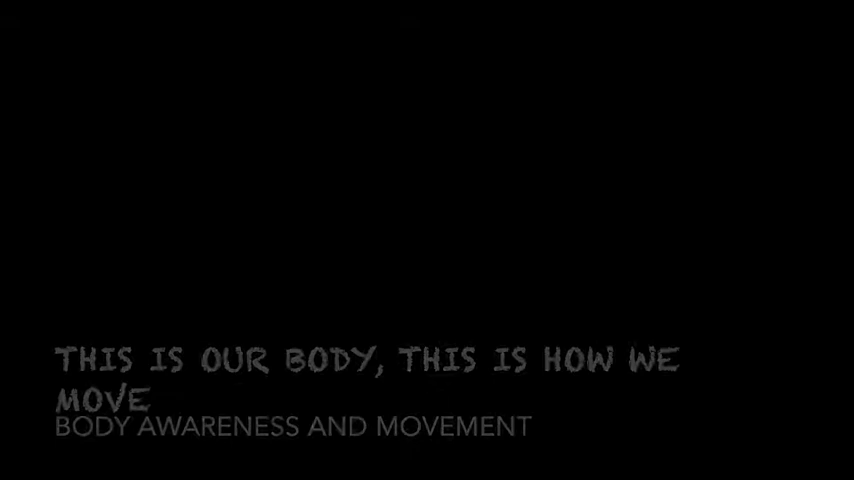 THIS IS OUR BODY, THIS IS HOW WE
MOVE
BODY AWARENESS AND MOVEMENT